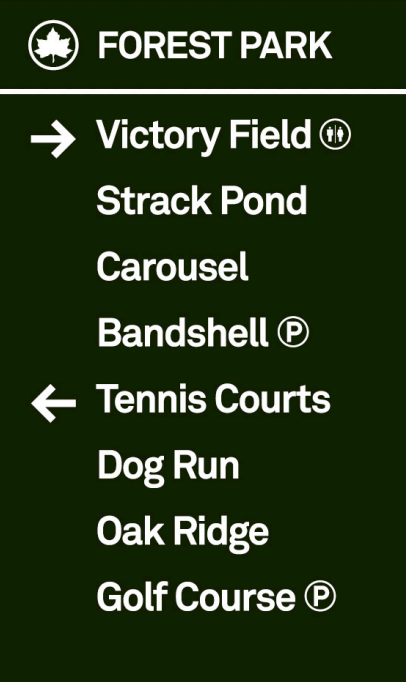 FOREST PARK
→ Victory Field
Strack Pond
Carousel
Bandshell Ⓟ
← Tennis Courts
Dog Run
Oak Ridge
Golf Course Ⓟ